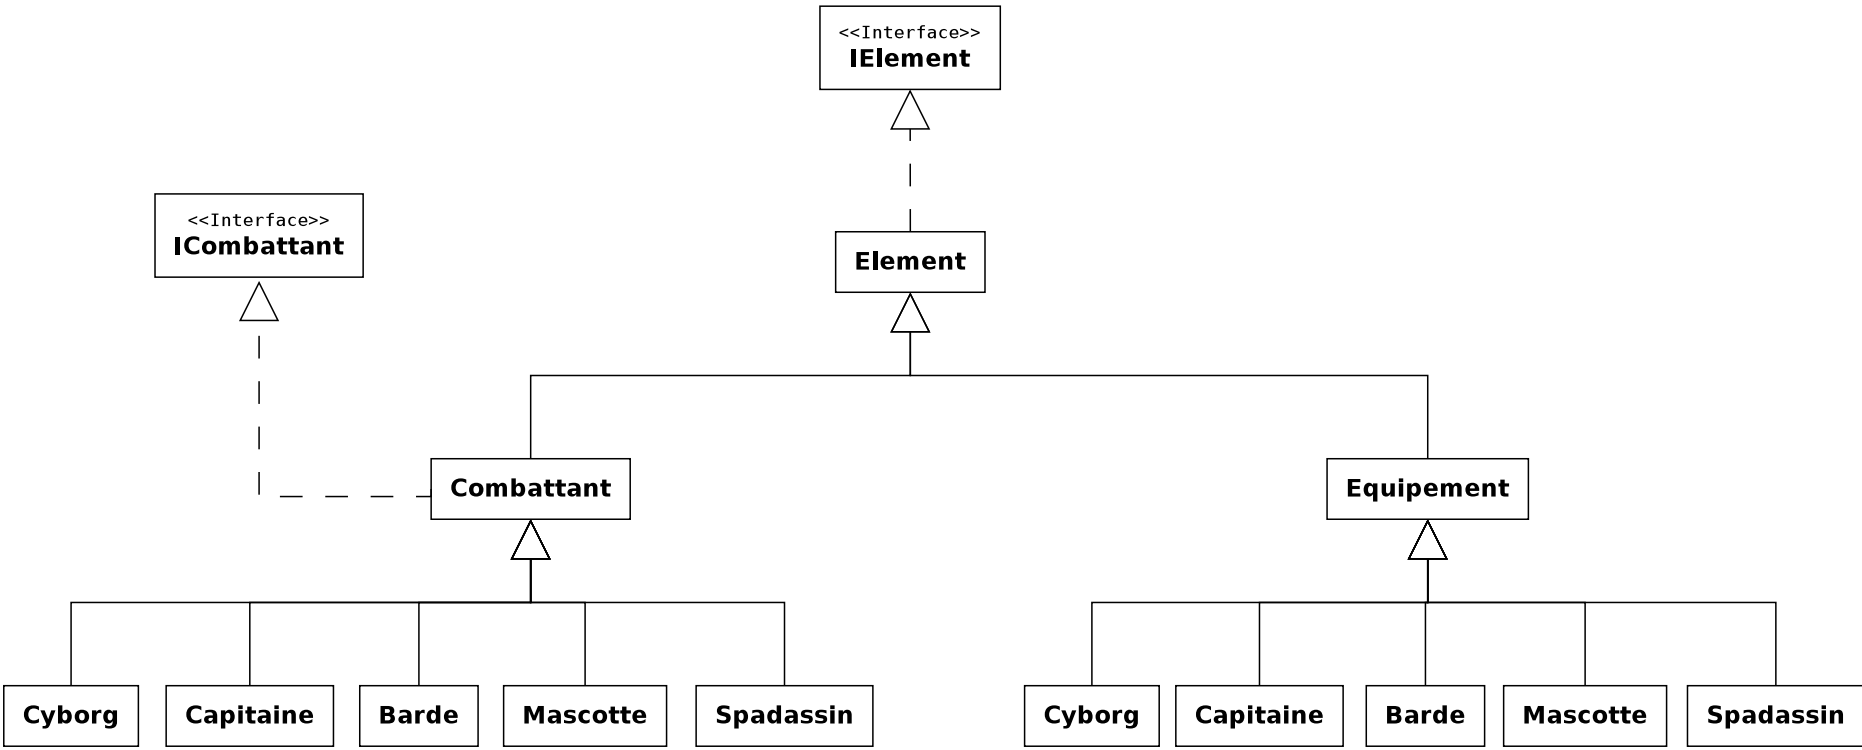 <<Interface>>
IElement
<<Interface>>
ICombattant
Element
Combattant
Equipement
Cyborg
Capitaine
Barde
Mascotte
Spadassin
Cyborg
Capitaine
Barde
Mascotte
Spadassin